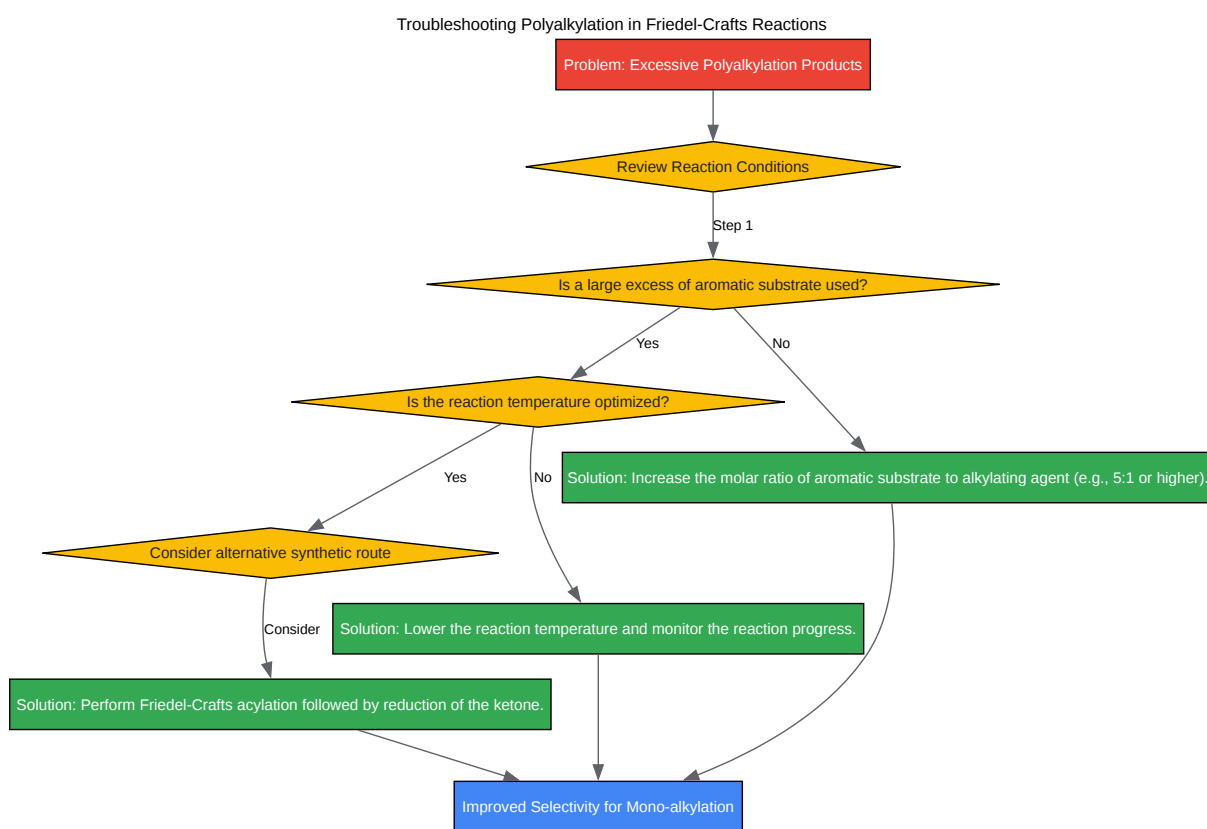 Troubleshooting Polyalkylation in Friedel-Crafts Reactions
Problem: Excessive Polyalkylation Products
Review Reaction Conditions
Step 1
Is a large excess of aromatic substrate used?
Yes
No
Is the reaction temperature optimized?
Yes
No
Solution: Increase the molar ratio of aromatic substrate to alkylating agent (e.g., 5:1 or higher).
Consider alternative synthetic route
Consider
Solution: Lower the reaction temperature and monitor the reaction progress.
Solution: Perform Friedel-Crafts acylation followed by reduction of the ketone.
Improved Selectivity for Mono-alkylation